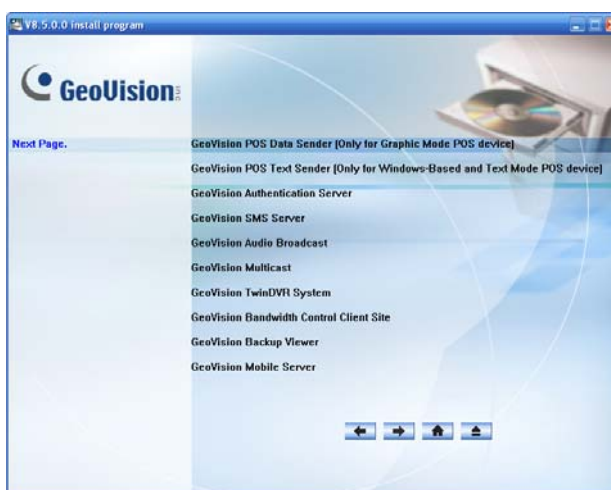 V8.5.0.0 install program
GeoVision
Next Page.
GeoVision POS Data Sender [Only for Graphic Mode POS device]
GeoVision POS Text Sender [Only for Windows-Based and Text Mode POS device]
GeoVision Authentication Server
GeoVision SMS Server
GeoVision Audio Broadcast
GeoVision Multicast
GeoVision TwinDVR System
GeoVision Bandwidth Control Client Site
GeoVision Backup Viewer
GeoVision Mobile Server